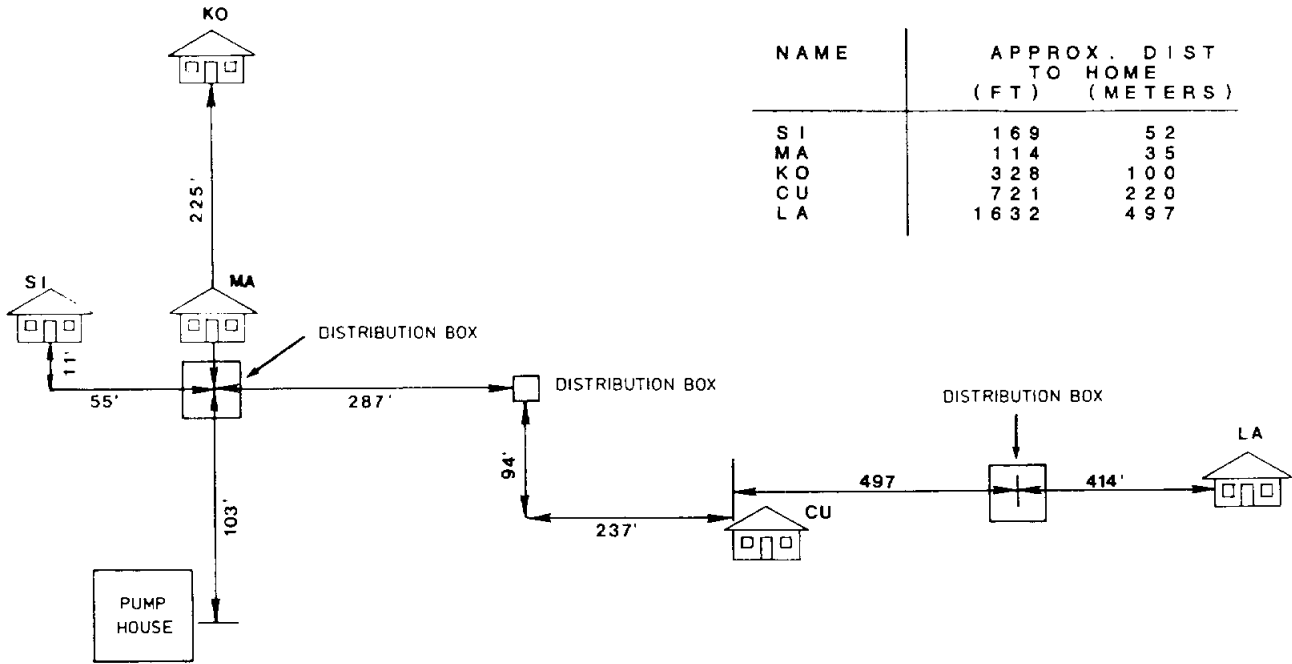 KO
NAME
APPROX. DIST
TO HOME
(FT) (METERS)
SI 169 52
MA 114 35
KO 328 100
CU 721 220
LA 1632 497
225'
SI
MA
DISTRIBUTION BOX
11'
55'
287'
DISTRIBUTION BOX
DISTRIBUTION BOX
LA
94'
497
414'
CU
237'
103'
PUMP
HOUSE